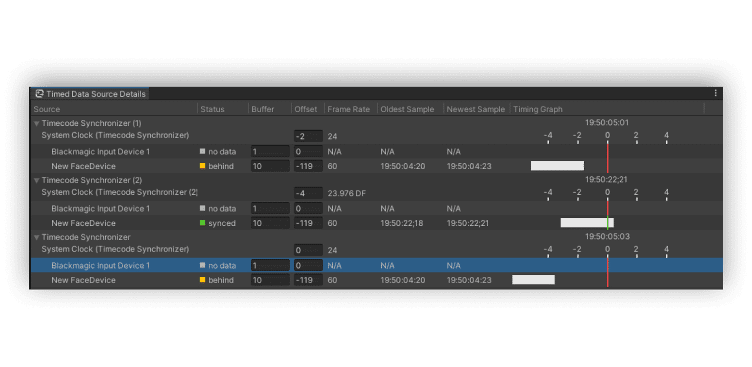 Timed Data Source Details
Source Status Buffer Offset Frame Rate Oldest Sample Newest Sample Timing Graph
Timecode Synchronizer (1) 19:50:05:01
System Clock (Timecode Synchronizer) -2 24 -4 -2 0 2 4
Blackmagic Input Device 1 no data 1 0 N/A N/A N/A
New FaceDevice behind 10 -119 60 19:50:04:20 19:50:04:23
Timecode Synchronizer (2) 19:50:22;21
System Clock (Timecode Synchronizer (2) -4 23.976 DF -4 -2 0 2 4
Blackmagic Input Device 1 no data 1 0 N/A N/A N/A
New FaceDevice synced 10 -119 60 19:50:22;18 19:50:22;21
Timecode Synchronizer 19:50:05:03
System Clock (Timecode Synchronizer) 0 24 -4 -2 0 2 4
Blackmagic Input Device 1 no data 1 0 N/A N/A N/A
New FaceDevice behind 10 -119 60 19:50:04:20 19:50:04:23